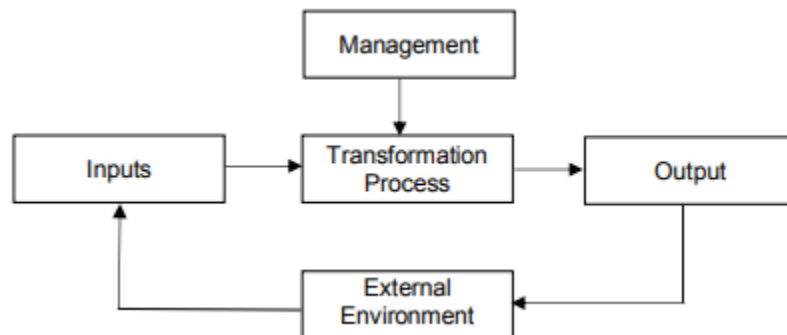 Management
Inputs
Transformation
Process
Output
External
Environment